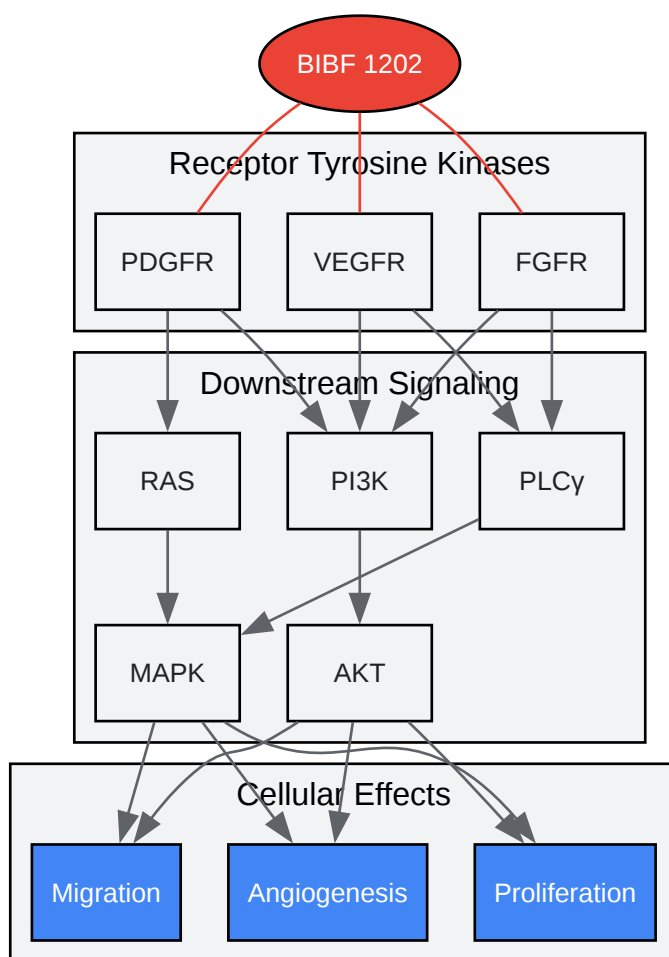 BIBF 1202
Receptor Tyrosine Kinases
PDGFR
VEGFR
FGFR
Downstream Signaling
RAS
PI3K
PLCγ
MAPK
AKT
Cellular Effects
Migration
Angiogenesis
Proliferation